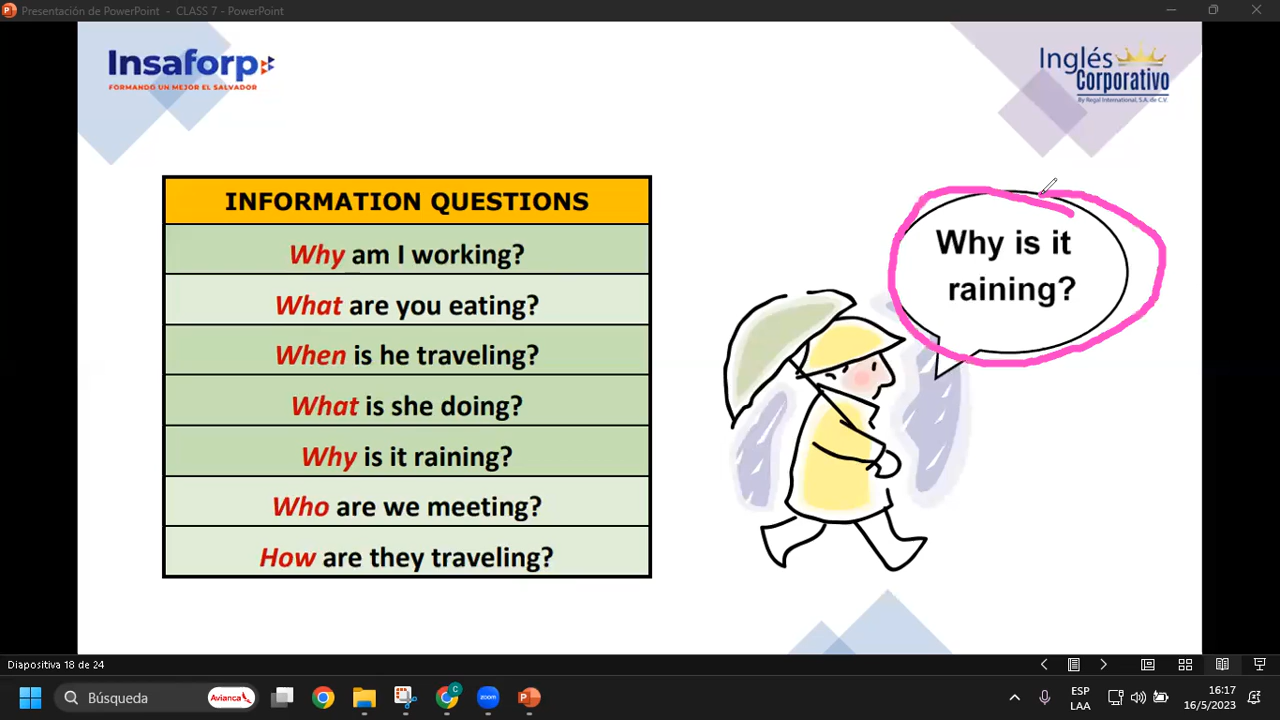 Presentación de PowerPoint - CLASS 7 - PowerPoint
Insaforp
FORMANDO UN MEJOR EL SALVADOR
Inglés
Corporativo
By Regal International, S.A. de C.V.
INFORMATION QUESTIONS
Why am I working?
What are you eating?
When is he traveling?
What is she doing?
Why is it raining?
Who are we meeting?
How are they traveling?
Why is it
raining?
Diapositiva 18 de 24
Búsqueda
Avianca
C
zoom
ESP
LAA
16:17
16/5/2023